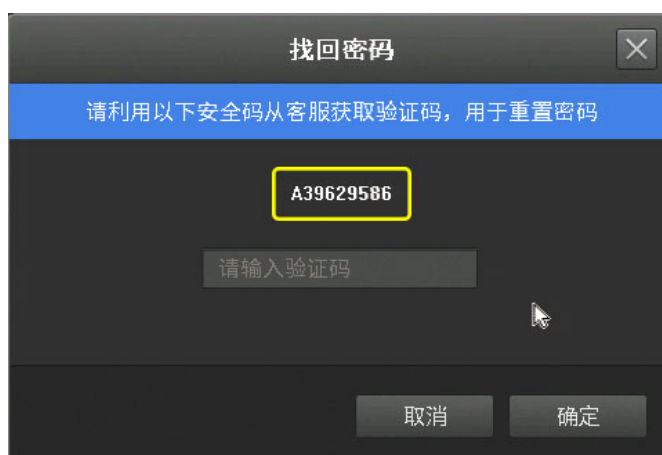 找回密码
请利用以下安全码从客服获取验证码，用于重置密码
A39629586
请输入验证码
取消
确定